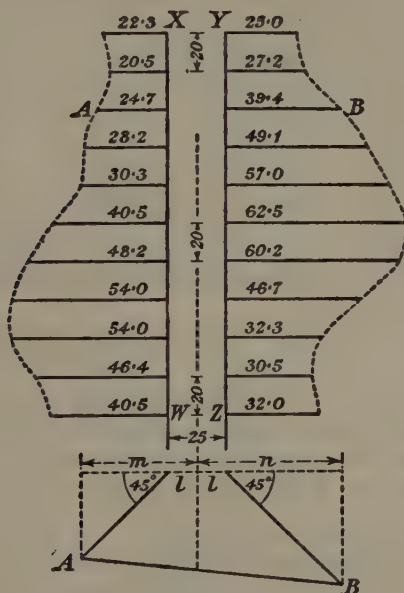 22·3 X Y 25·0
20
20·5 27·2
A 24·7 39·4 B
28·2 49·1
30·3 57·0
40·5 62·5
20
48·2 60·2
54·0 46·7
54·0 32·3
46·4 30·5
20
40·5 W Z 32·0
25
m n
45° l l 45°
A B